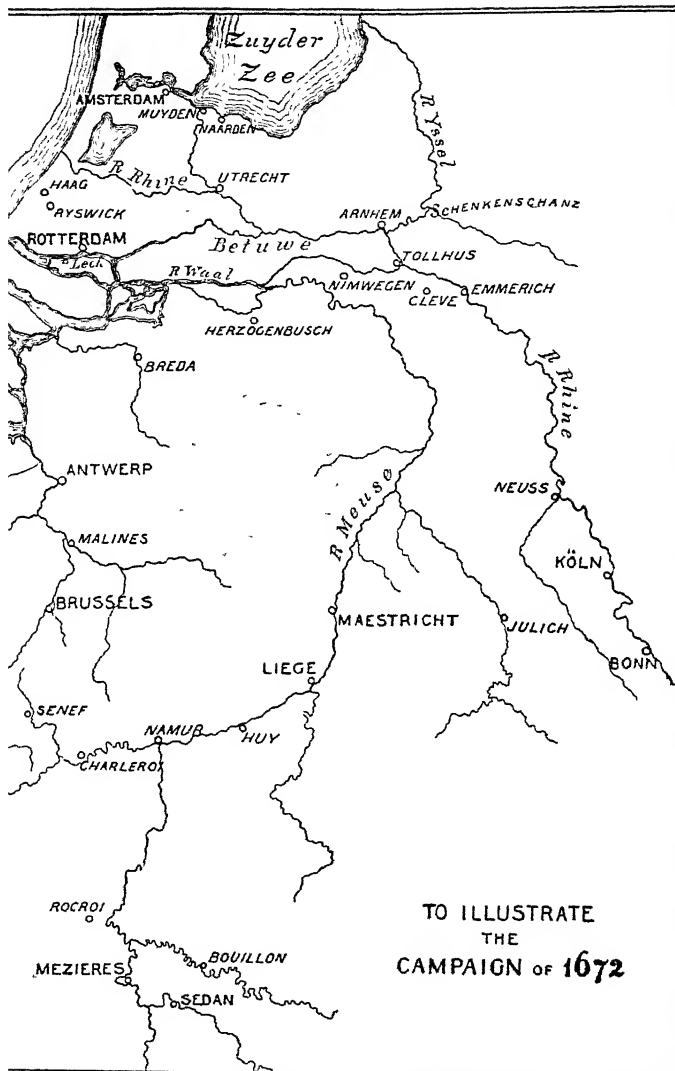 Zuyder
Zee
AMSTERDAM
MUYDEN
NAARDEN
R Yssel
R Rhine
UTRECHT
HAAG
RYSWICK
ARNHEM
SCHENKENSCHANZ
ROTTERDAM
Betuwe
TOLLHUS
Leck
R Waal
NIMWEGEN
CLEVE
EMMERICH
HERZOGENBUSCH
BREDA
R Rhine
ANTWERP
R Meuse
NEUSS
MALINES
KÖLN
BRUSSELS
MAESTRICHT
JULICH
BONN
LIEGE
SENEF
NAMUR
HUY
CHARLEROI
ROCROI
BOUILLON
MEZIERES
SEDAN
TO ILLUSTRATE
THE
CAMPAIGN OF 1672